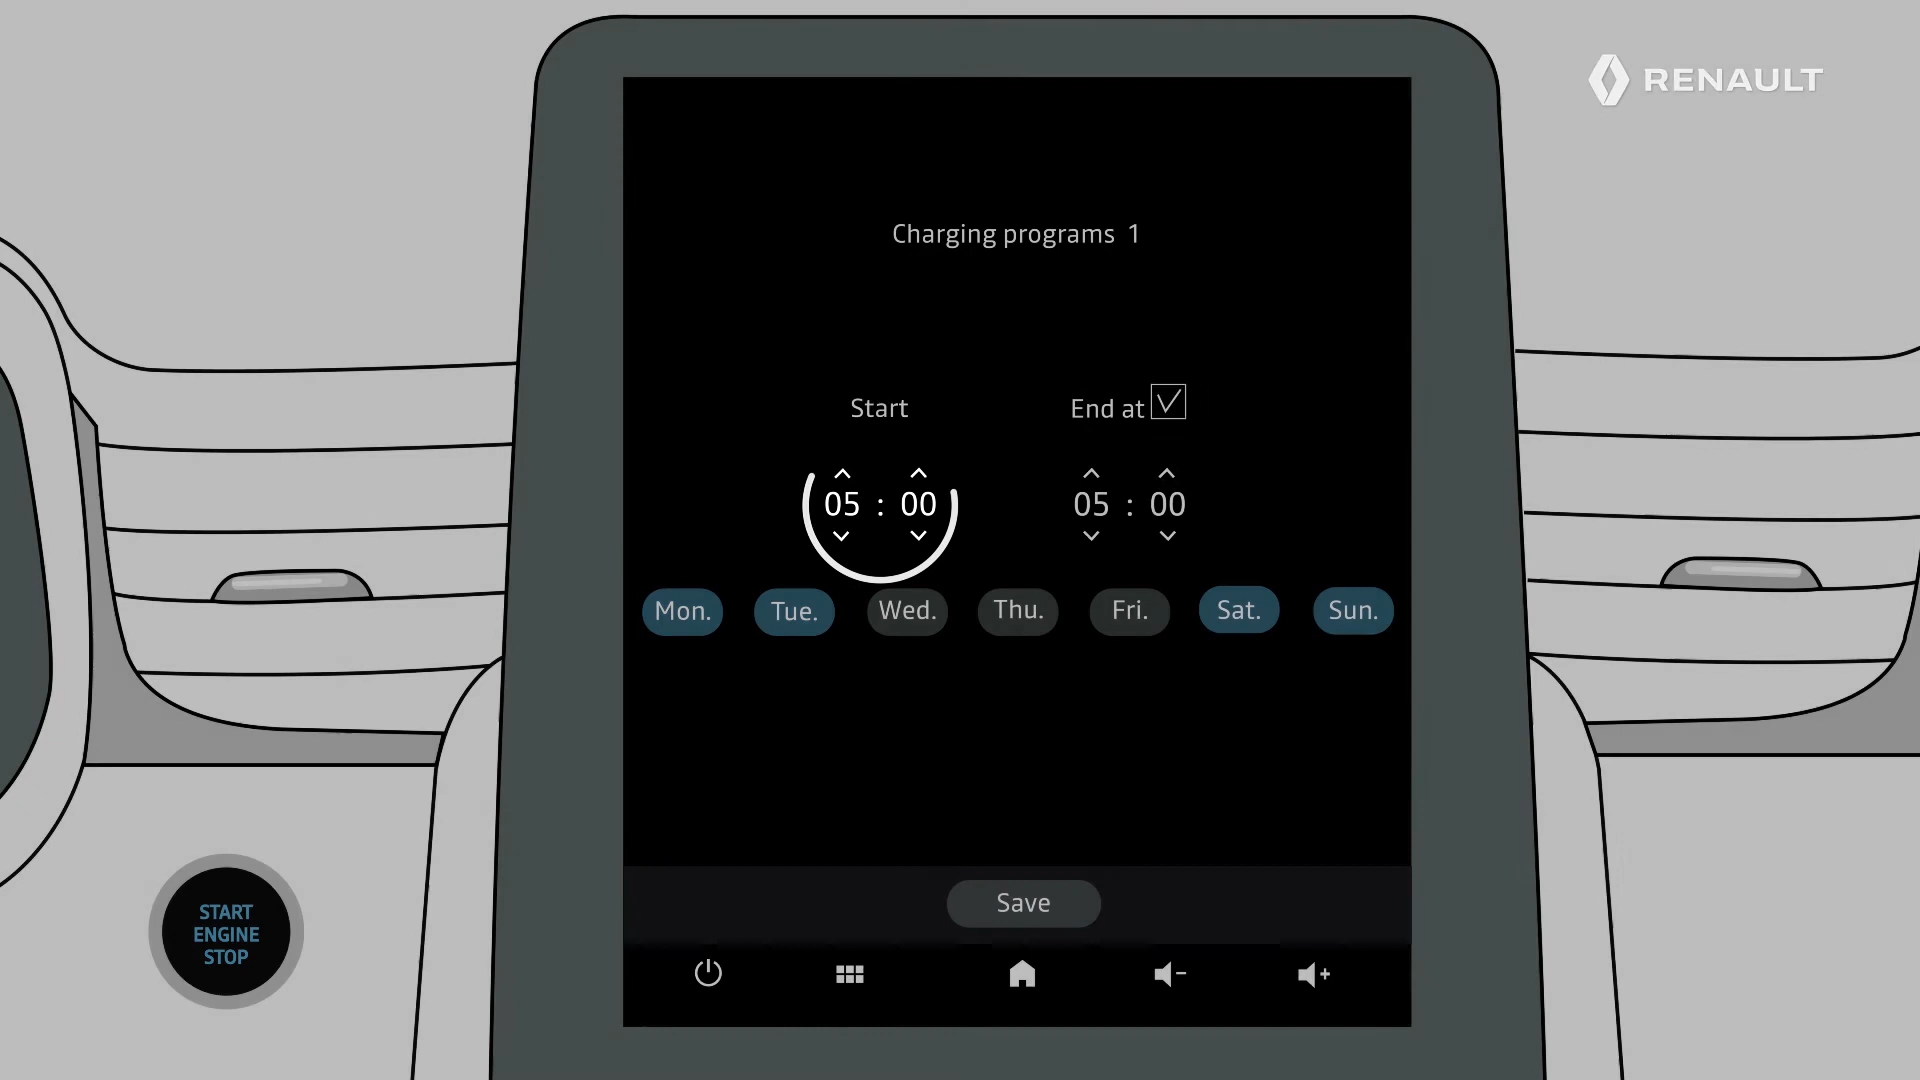 RENAULT
Charging programs 1
Start
End at
05 : 00
05 : 00
Mon. Tue. Wed. Thu. Fri. Sat. Sun.
Save
START
ENGINE
STOP